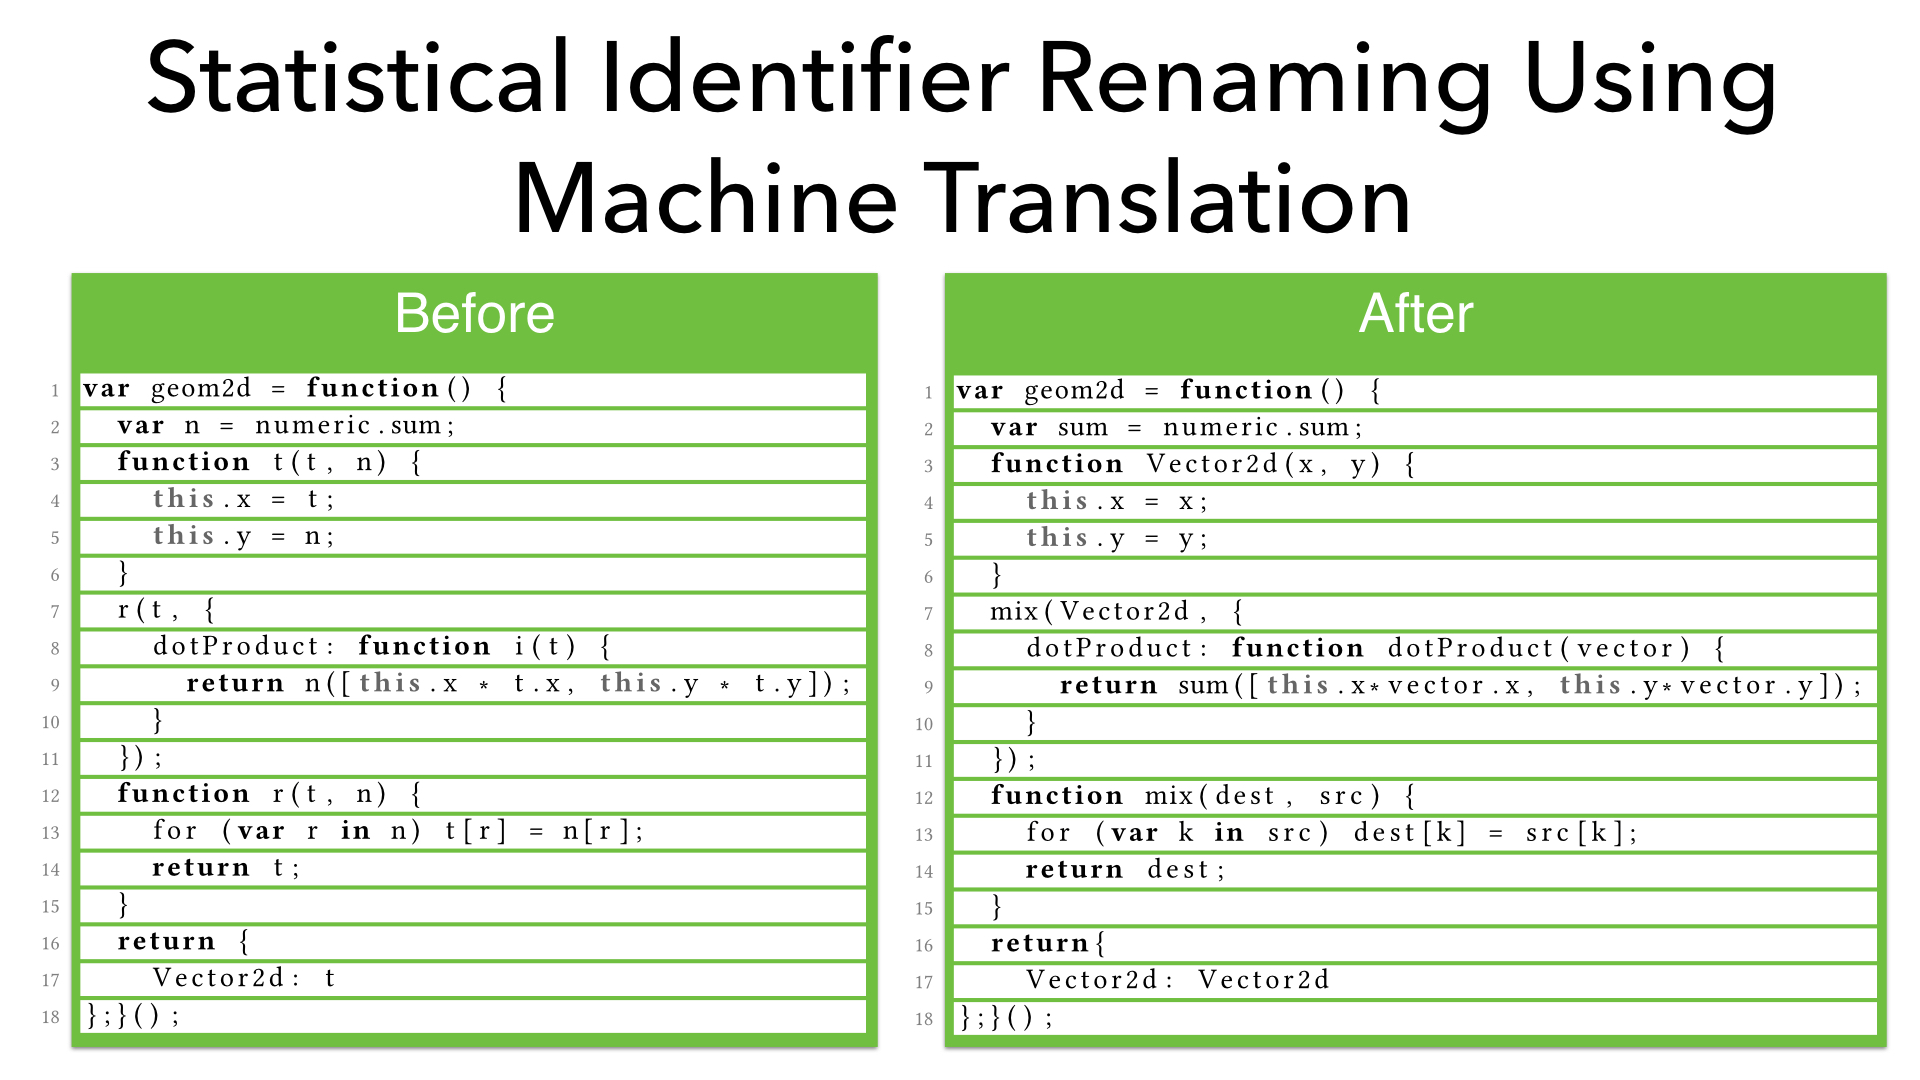 Statistical Identifier Renaming Using
Machine Translation
Before
1 var geom2d = function() {
2 var n = numeric.sum;
3 function t(t, n) {
4 this.x = t;
5 this.y = n;
6 }
7 r(t, {
8 dotProduct: function i(t) {
9 return n([this.x * t.x, this.y * t.y]);
10 }
11 });
12 function r(t, n) {
13 for (var r in n) t[r] = n[r];
14 return t;
15 }
16 return {
17 Vector2d: t
18 };}();
After
1 var geom2d = function() {
2 var sum = numeric.sum;
3 function Vector2d(x, y) {
4 this.x = x;
5 this.y = y;
6 }
7 mix(Vector2d, {
8 dotProduct: function dotProduct(vector) {
9 return sum([this.x*vector.x, this.y*vector.y]);
10 }
11 });
12 function mix(dest, src) {
13 for (var k in src) dest[k] = src[k];
14 return dest;
15 }
16 return{
17 Vector2d: Vector2d
18 };}();